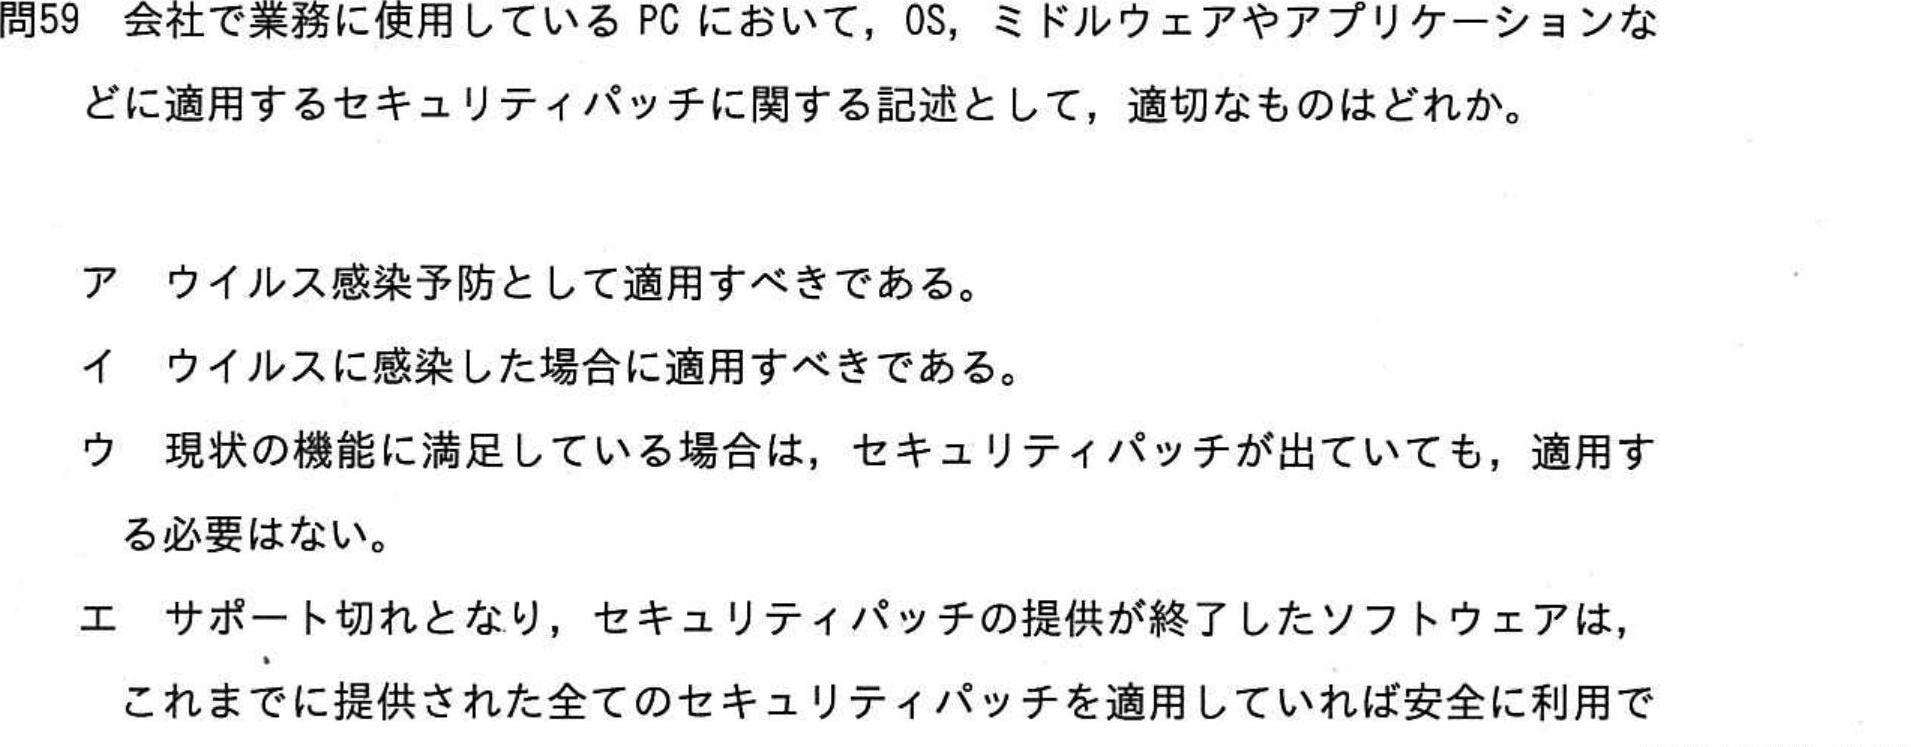 問59　会社で業務に使用している PC において，OS，ミドルウェアやアプリケーションな
どに適用するセキュリティパッチに関する記述として，適切なものはどれか。
ア　ウイルス感染予防として適用すべきである。
イ　ウイルスに感染した場合に適用すべきである。
ウ　現状の機能に満足している場合は，セキュリティパッチが出ていても，適用す
る必要はない。
エ　サポート切れとなり，セキュリティパッチの提供が終了したソフトウェアは，
これまでに提供された全てのセキュリティパッチを適用していれば安全に利用で